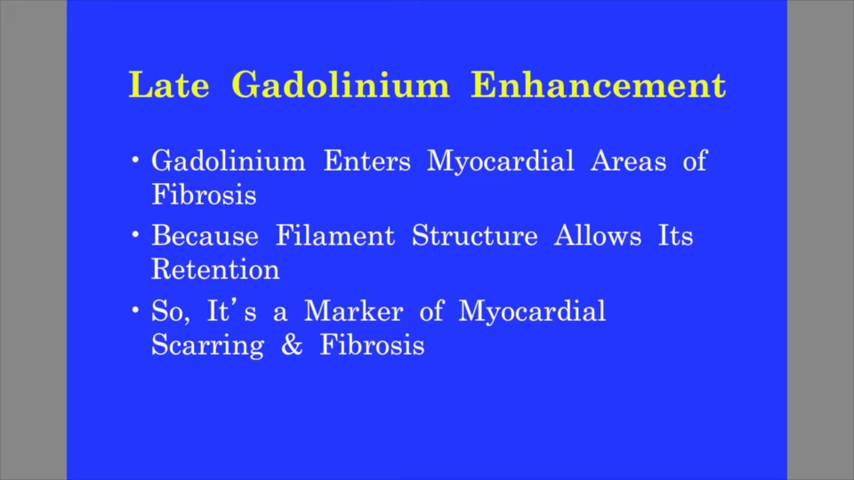 Late Gadolinium Enhancement
• Gadolinium Enters Myocardial Areas of
Fibrosis
• Because Filament Structure Allows Its
Retention
• So, It's a Marker of Myocardial
Scarring & Fibrosis